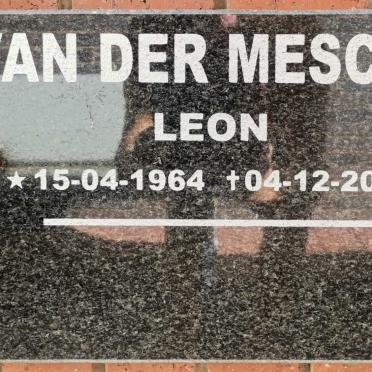 VAN DER MESC
LEON
★15-04-1964 ✝04-12-20